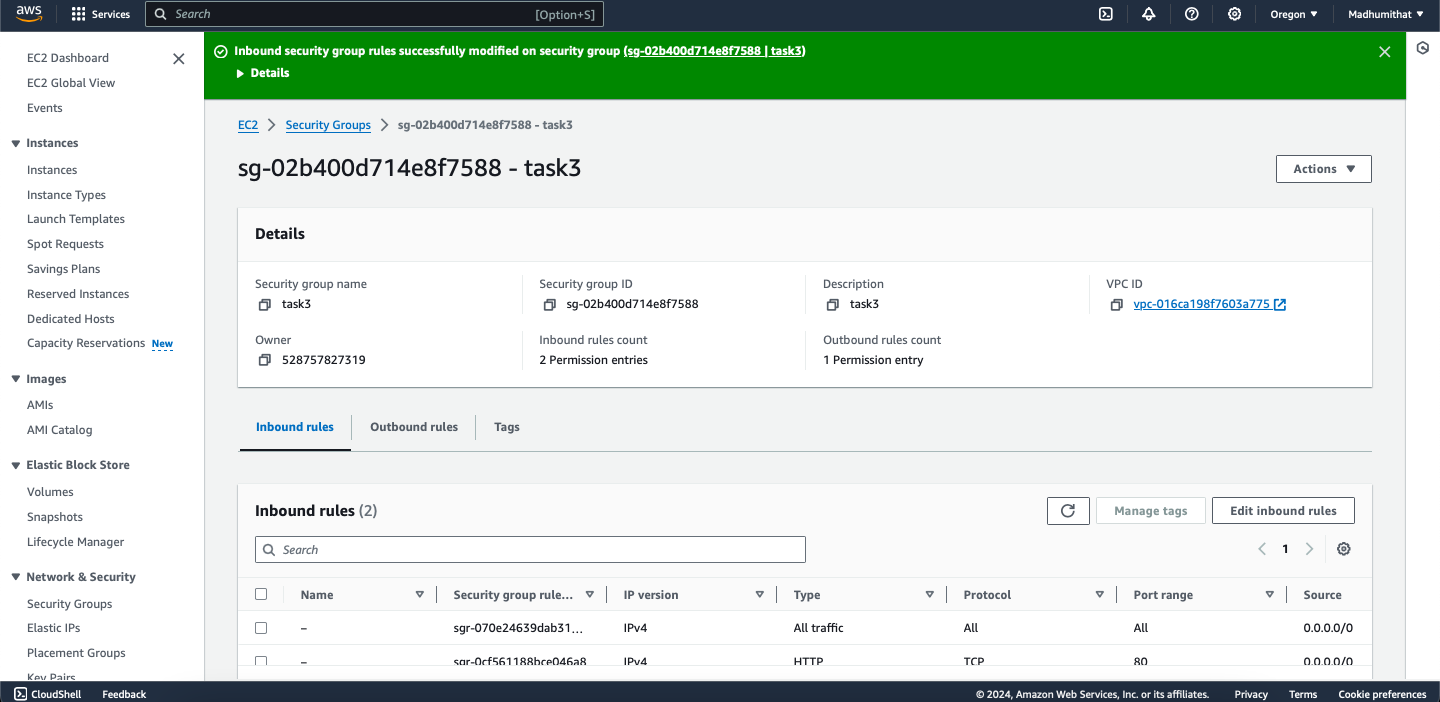 aws
Services
Search
[Option+S]
Oregon
Madhumithat
EC2 Dashboard
EC2 Global View
Events
Instances
Instances
Instance Types
Launch Templates
Spot Requests
Savings Plans
Reserved Instances
Dedicated Hosts
Capacity Reservations New
Images
AMIs
AMI Catalog
Elastic Block Store
Volumes
Snapshots
Lifecycle Manager
Network & Security
Security Groups
Elastic IPs
Placement Groups
Key Pairs
Inbound security group rules successfully modified on security group (sg-02b400d714e8f7588 | task3)
Details
EC2 > Security Groups > sg-02b400d714e8f7588 - task3
sg-02b400d714e8f7588 - task3
Actions
Details
Security group name
task3
Security group ID
sg-02b400d714e8f7588
Description
task3
VPC ID
vpc-016ca198f7603a775
Owner
528757827319
Inbound rules count
2 Permission entries
Outbound rules count
1 Permission entry
Inbound rules
Outbound rules
Tags
Inbound rules (2)
Manage tags
Edit inbound rules
Search
1
Name Security group rule... IP version Type Protocol Port range Source
– sgr-070e24639dab31... IPv4 All traffic All All 0.0.0.0/0
– sgr-0cf561188bce046a8 IPv4 HTTP TCP 80 0.0.0.0/0
CloudShell Feedback © 2024, Amazon Web Services, Inc. or its affiliates. Privacy Terms Cookie preferences